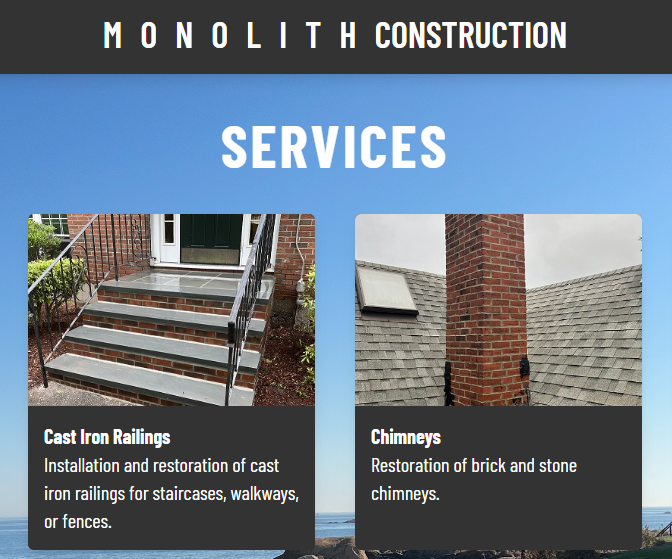 MONOLITH CONSTRUCTION
SERVICES
Cast Iron Railings
Installation and restoration of cast
iron railings for staircases, walkways,
or fences.
Chimneys
Restoration of brick and stone
chimneys.